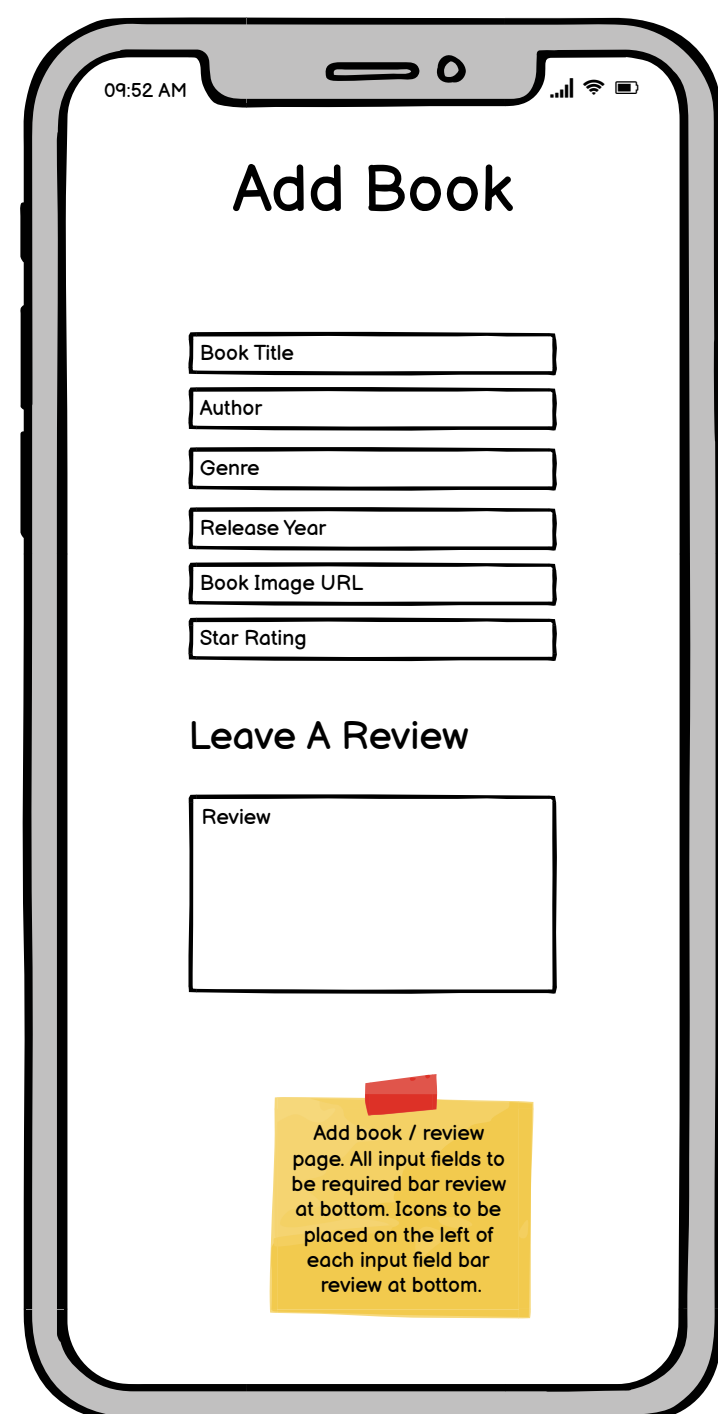 09:52 AM
Add Book
Book Title
Author
Genre
Release Year
Book Image URL
Star Rating
Leave A Review
Review
Add book / review
page. All input fields to
be required bar review
at bottom. Icons to be
placed on the left of
each input field bar
review at bottom.